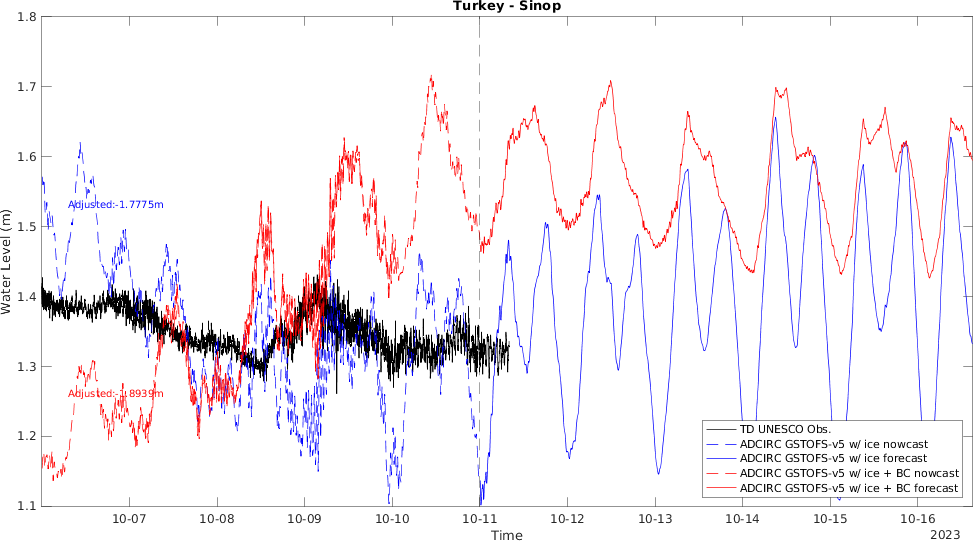 Turkey - Sinop
1.8
1.7
1.6
1.5
1.4
1.3
1.2
1.1
Water Level (m)
Adjusted:-1.7775m
Adjusted:-1.8939m
TD UNESCO Obs.
ADCIRC GSTOFS-v5 w/ ice nowcast
ADCIRC GSTOFS-v5 w/ ice forecast
ADCIRC GSTOFS-v5 w/ ice + BC nowcast
ADCIRC GSTOFS-v5 w/ ice + BC forecast
10-07 10-08 10-09 10-10 10-11 10-12 10-13 10-14 10-15 10-16
Time
2023